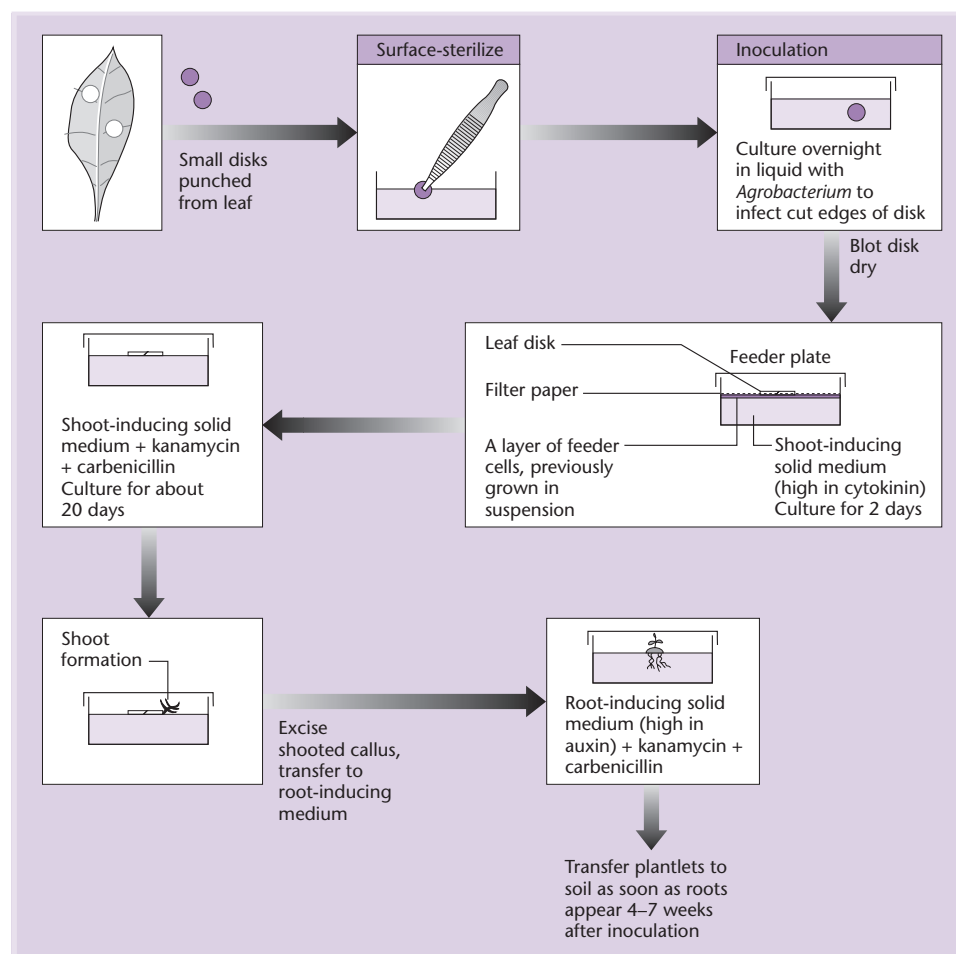 Small disks
punched
from leaf
Surface-sterilize
Inoculation
Culture overnight
in liquid with
Agrobacterium to
infect cut edges of disk
Blot disk
dry
Leaf disk
Filter paper
A layer of feeder
cells, previously
grown in
suspension
Feeder plate
Shoot-inducing
solid medium
(high in cytokinin)
Culture for 2 days
Shoot-inducing solid
medium + kanamycin
+ carbenicillin
Culture for about
20 days
Shoot
formation
Excise
shooted callus,
transfer to
root-inducing
medium
Root-inducing solid
medium (high in
auxin) + kanamycin +
carbenicillin
Transfer plantlets to
soil as soon as roots
appear 4–7 weeks
after inoculation